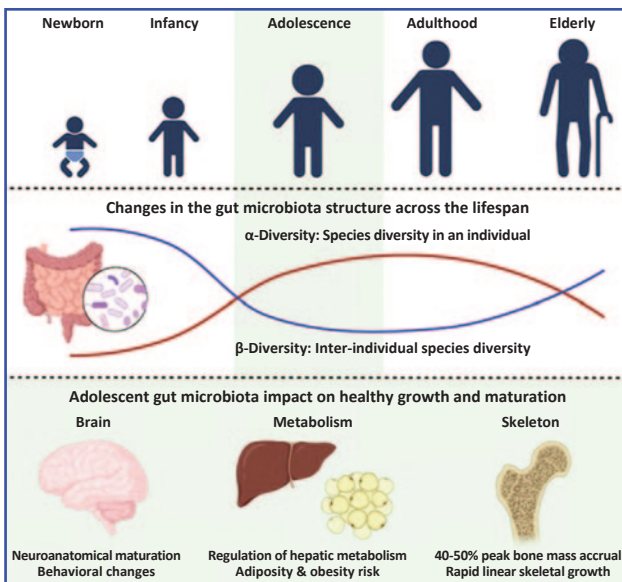 Newborn
Infancy
Adolescence
Adulthood
Elderly
Changes in the gut microbiota structure across the lifespan
α-Diversity: Species diversity in an individual
β-Diversity: Inter-individual species diversity
Adolescent gut microbiota impact on healthy growth and maturation
Brain
Metabolism
Skeleton
Neuroanatomical maturation
Behavioral changes
Regulation of hepatic metabolism
Adiposity & obesity risk
40-50% peak bone mass accrual
Rapid linear skeletal growth